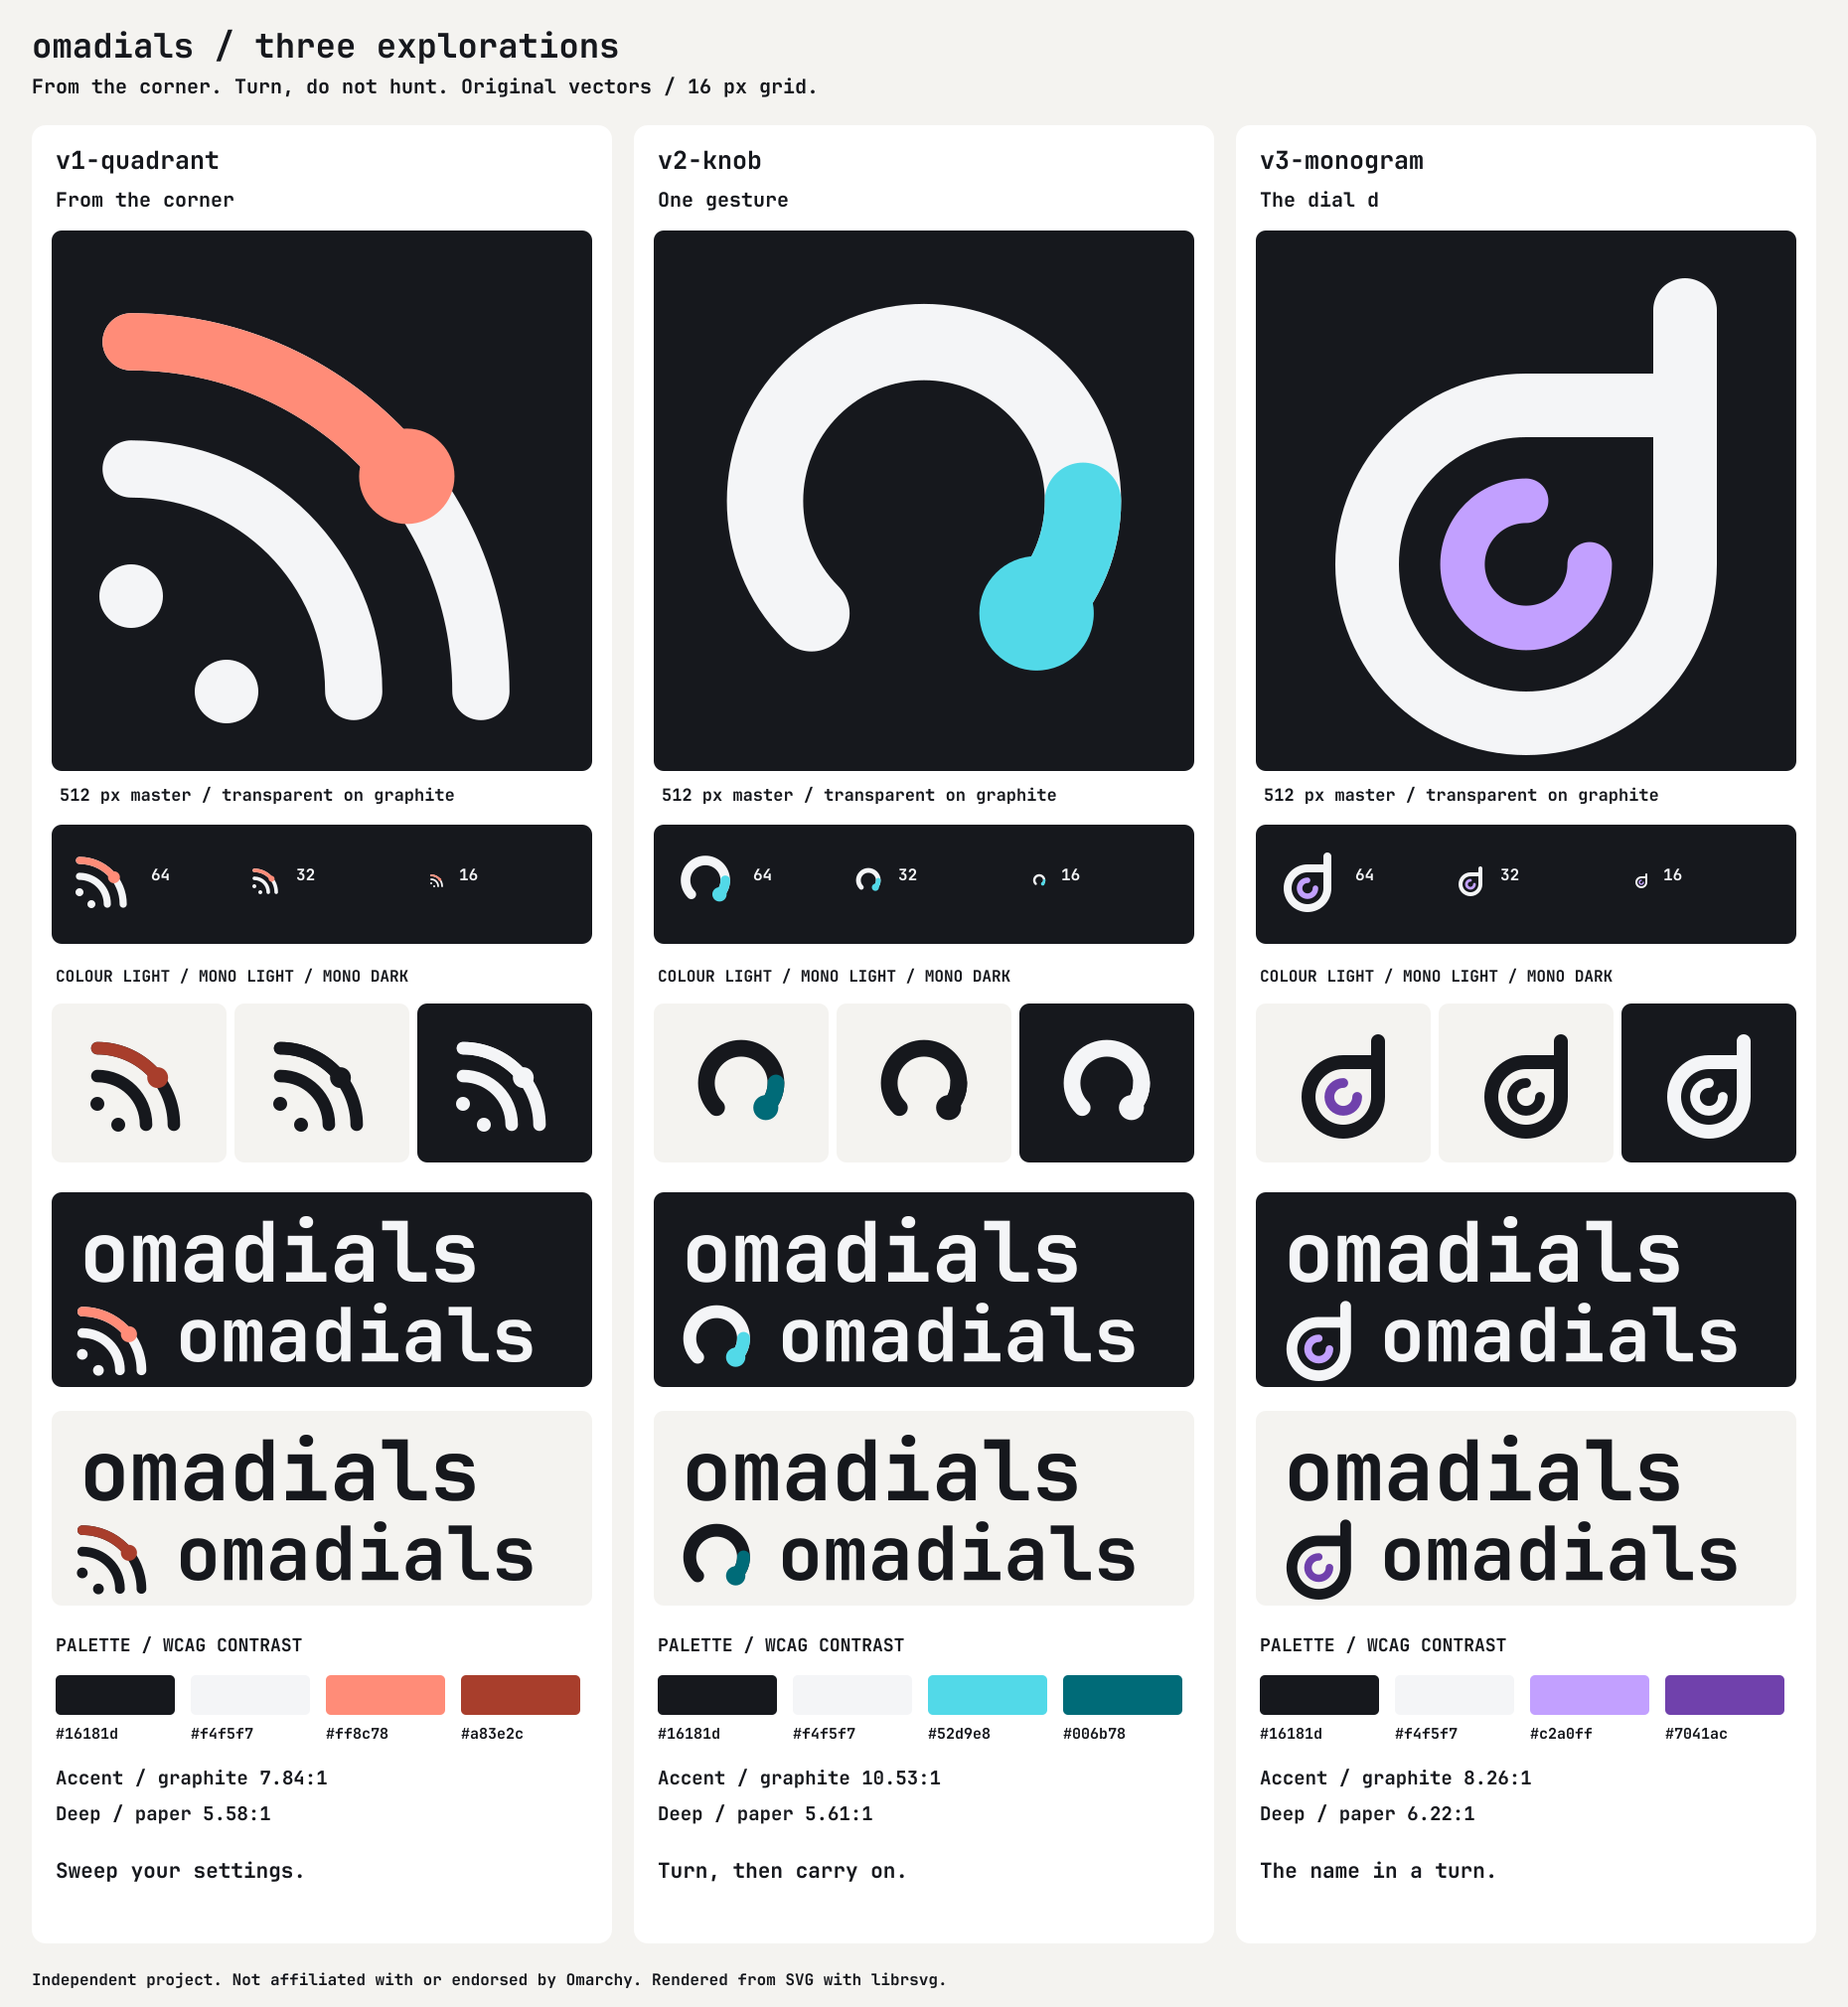 omadials / three explorations
From the corner. Turn, do not hunt. Original vectors / 16 px grid.
v1-quadrant
From the corner
512 px master / transparent on graphite
64 32 16
COLOUR LIGHT / MONO LIGHT / MONO DARK
omadials
omadials
omadials
omadials
PALETTE / WCAG CONTRAST
#16181d #f4f5f7 #ff8c78 #a83e2c
Accent / graphite 7.84:1
Deep / paper 5.58:1
Sweep your settings.
v2-knob
One gesture
512 px master / transparent on graphite
64 32 16
COLOUR LIGHT / MONO LIGHT / MONO DARK
omadials
omadials
omadials
omadials
PALETTE / WCAG CONTRAST
#16181d #f4f5f7 #52d9e8 #006b78
Accent / graphite 10.53:1
Deep / paper 5.61:1
Turn, then carry on.
v3-monogram
The dial d
512 px master / transparent on graphite
64 32 16
COLOUR LIGHT / MONO LIGHT / MONO DARK
omadials
omadials
omadials
omadials
PALETTE / WCAG CONTRAST
#16181d #f4f5f7 #c2a0ff #7041ac
Accent / graphite 8.26:1
Deep / paper 6.22:1
The name in a turn.
Independent project. Not affiliated with or endorsed by Omarchy. Rendered from SVG with librsvg.